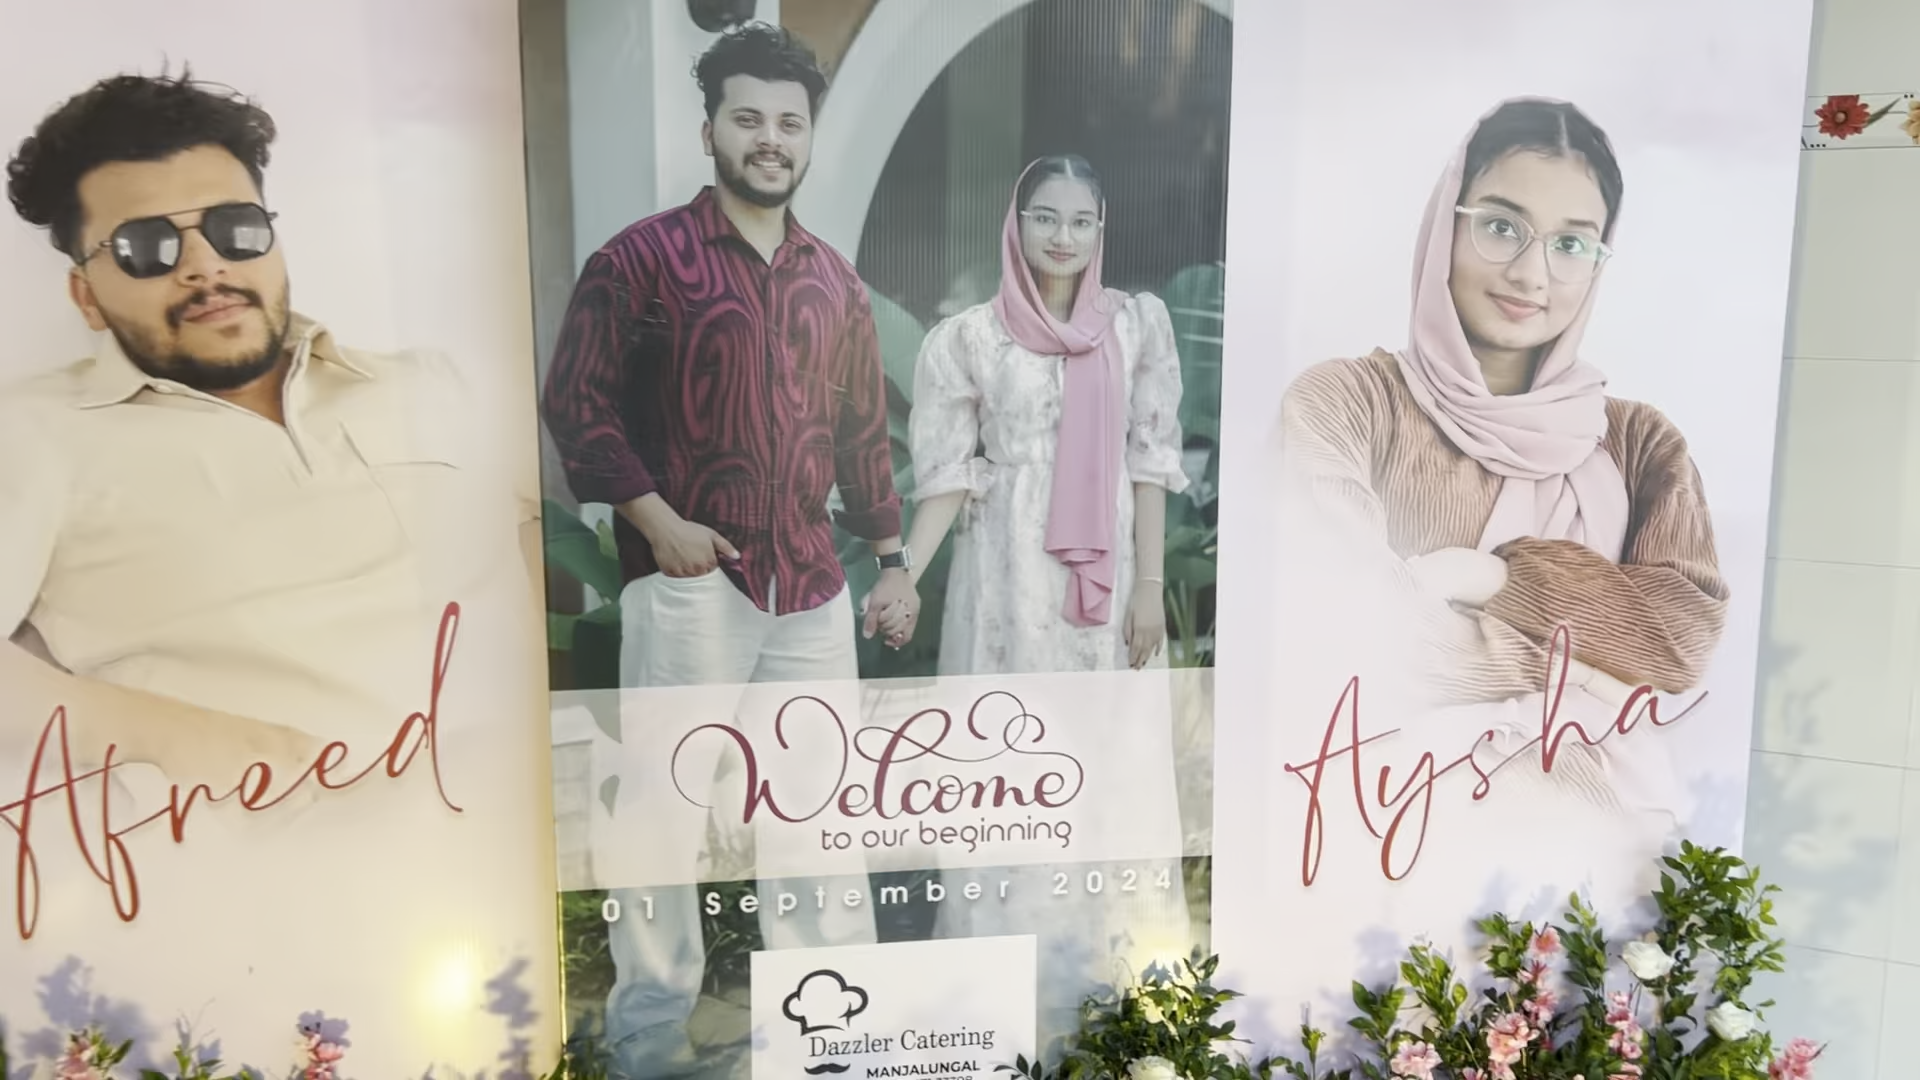 Afreed
Welcome
to our beginning
01 September 2024
Aysha
Dazzler Catering
MANJALUNGAL